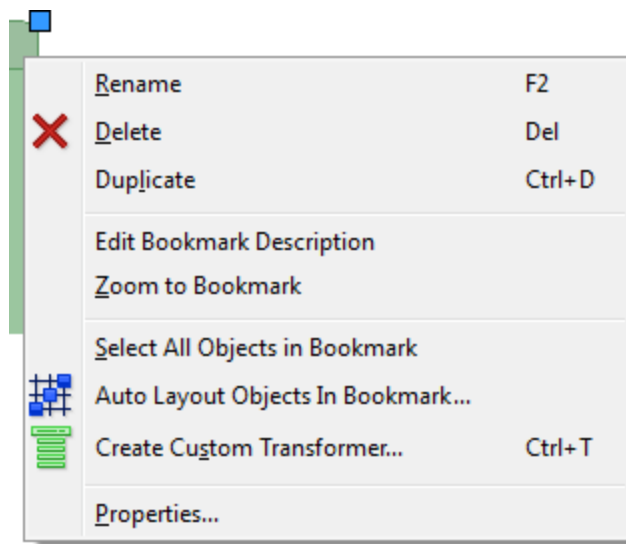 Rename F2
Delete Del
Duplicate Ctrl+D
Edit Bookmark Description
Zoom to Bookmark
Select All Objects in Bookmark
Auto Layout Objects In Bookmark...
Create Custom Transformer... Ctrl+T
Properties...